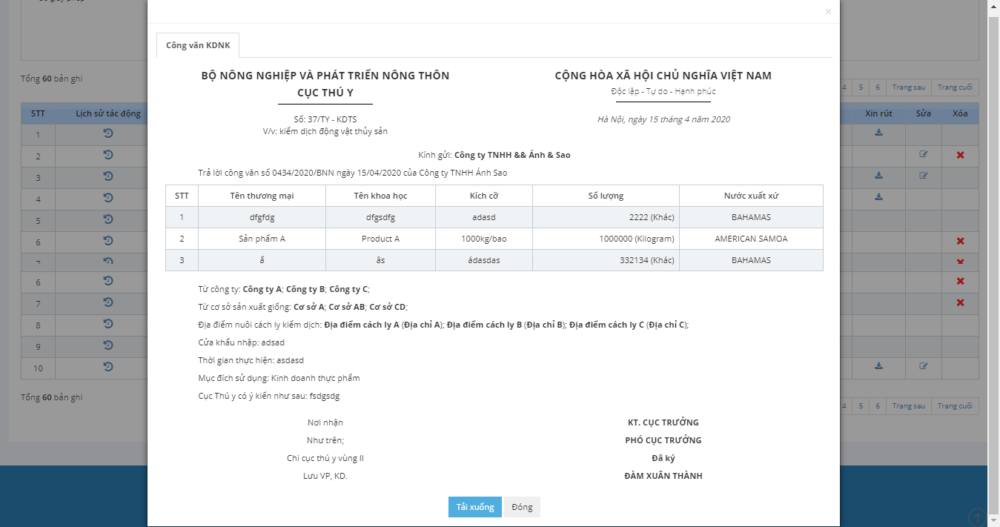 ×
Công văn KDNK
BỘ NÔNG NGHIỆP VÀ PHÁT TRIỂN NÔNG THÔN
CỤC THÚ Y
CỘNG HÒA XÃ HỘI CHỦ NGHĨA VIỆT NAM
Độc lập - Tự do - Hạnh phúc
Số: 37/TY - KDTS
V/v: kiểm dịch động vật thủy sản
Hà Nội, ngày 15 tháng 4 năm 2020
Kính gửi: Công ty TNHH && Ánh & Sao
Trả lời công văn số 0434/2020/BNN ngày 15/04/2020 của Công ty TNHH Ánh Sao
STT Tên thương mại Tên khoa học Kích cỡ Số lượng Nước xuất xứ
1 dfgfdg dfgsdfg adasd 2222 (Khác) BAHAMAS
2 Sản phẩm A Product A 1000kg/bao 1000000 (Kilogram) AMERICAN SAMOA
3 ấ âs ádasdas 332134 (Khác) BAHAMAS
Từ công ty: Công ty A; Công ty B; Công ty C;
Từ cơ sở sản xuất giống: Cơ sở A; Cơ sở AB; Cơ sở CD;
Địa điểm nuôi cách ly kiểm dịch: Địa điểm cách ly A (Địa chỉ A); Địa điểm cách ly B (Địa chỉ B); Địa điểm cách ly C (Địa chỉ C);
Cửa khẩu nhập: adsad
Thời gian thực hiện: asdasd
Mục đích sử dụng: Kinh doanh thực phẩm
Cục Thú y có ý kiến như sau: fsdgsdg
Nơi nhận
Như trên;
Chi cục thú y vùng II
Lưu VP, KD.
KT. CỤC TRƯỞNG
PHÓ CỤC TRƯỞNG
Đã ký
ĐÀM XUÂN THÀNH
Tải xuống Đóng
Tổng 60 bản ghi
4 5 6 Trang sau Trang cuối
STT Lịch sử tác động Xin rút Sửa Xóa
1
2
3
4
5
6
7
6
7
8
9
10
Tổng 60 bản ghi
4 5 6 Trang sau Trang cuối